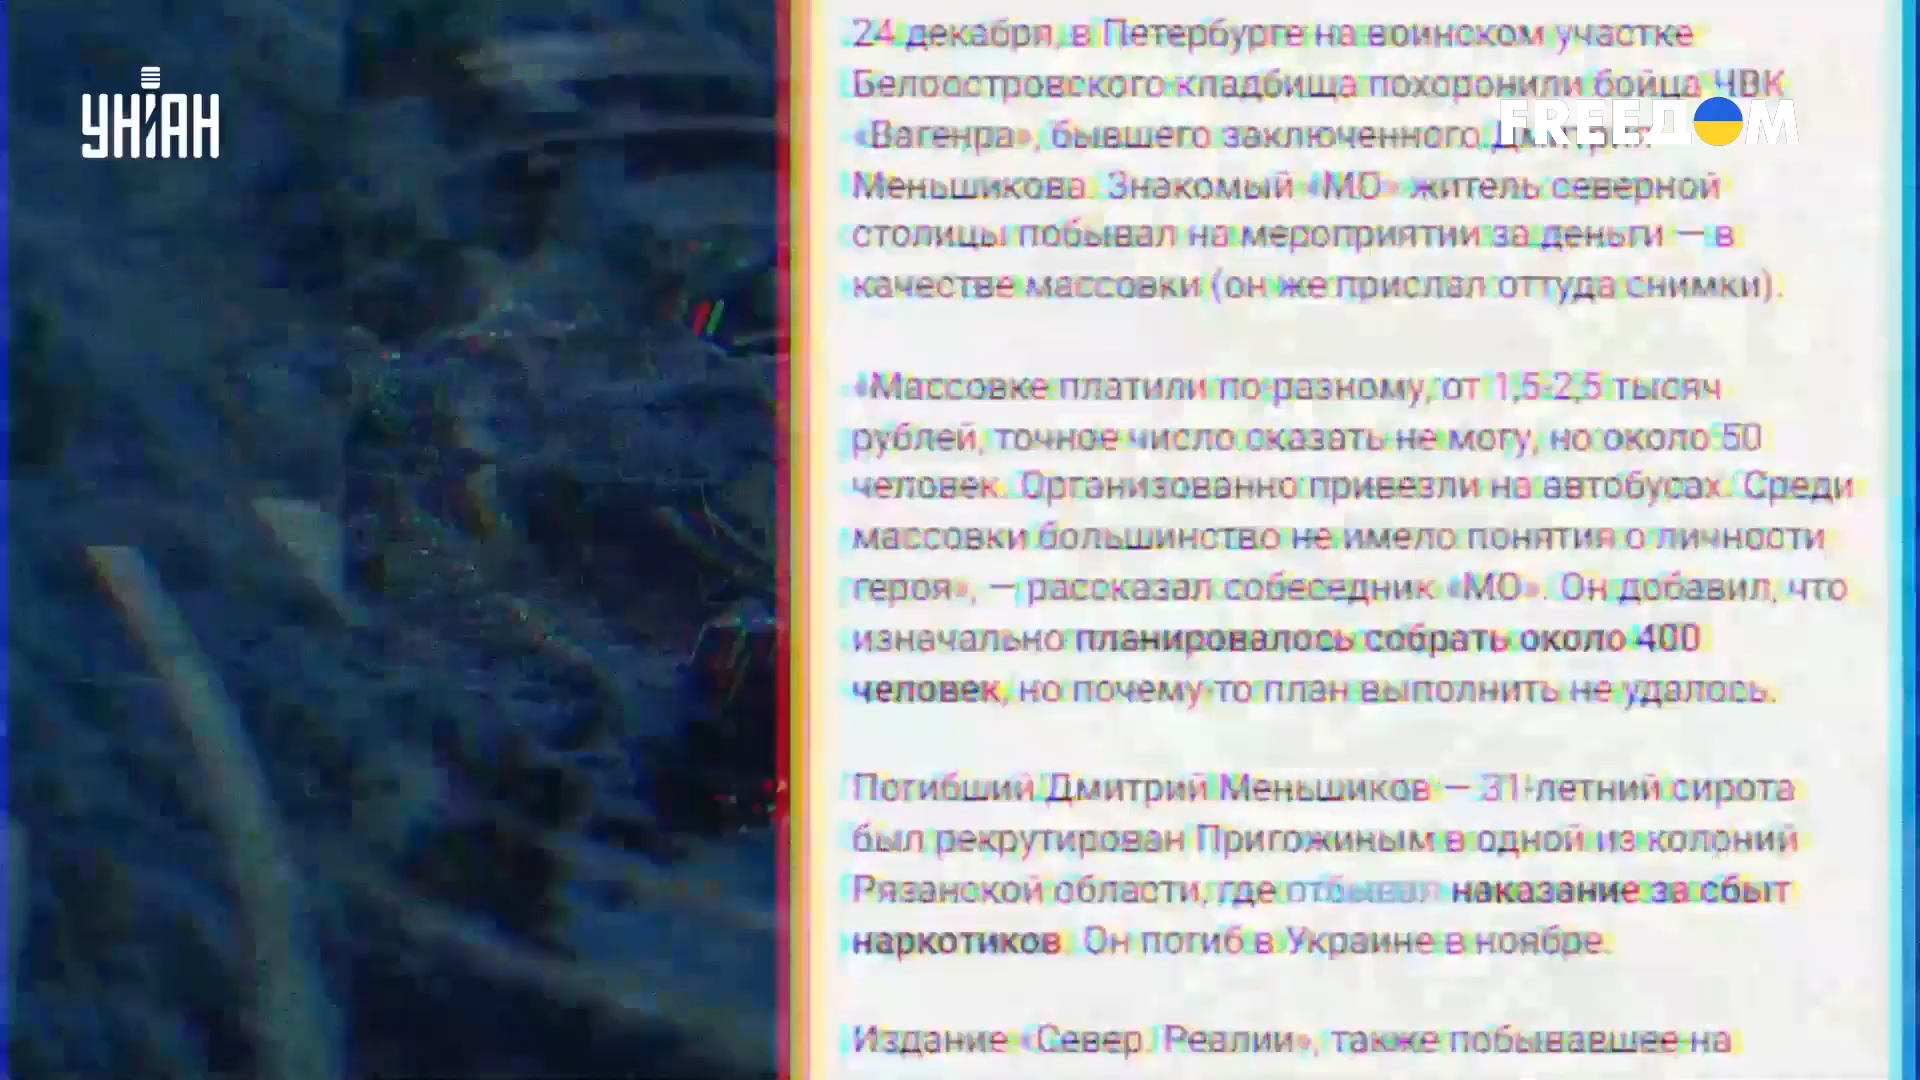 УНІАН
FREEДOM
24 декабря, в Петербурге на воинском участке
Белоостровского кладбища похоронили бойца ЧВК
«Вагенра», бывшего заключенного Дмитрия
Меньшикова. Знакомый «МО» житель северной
столицы побывал на мероприятии за деньги — в
качестве массовки (он же прислал оттуда снимки).
«Массовке платили по-разному, от 1,5-2,5 тысяч
рублей, точное число сказать не могу, но около 50
человек. Организованно привезли на автобусах. Среди
массовки большинство не имело понятия о личности
героя», — рассказал собеседник «МО». Он добавил, что
изначально планировалось собрать около 400
человек, но почему-то план выполнить не удалось.
Погибший Дмитрий Меньшиков — 31-летний сирота
был рекрутирован Пригожиным в одной из колоний
Рязанской области, где отбывал наказание за сбыт
наркотиков. Он погиб в Украине в ноябре.
Издание «Север. Реалии», также побывавшее на